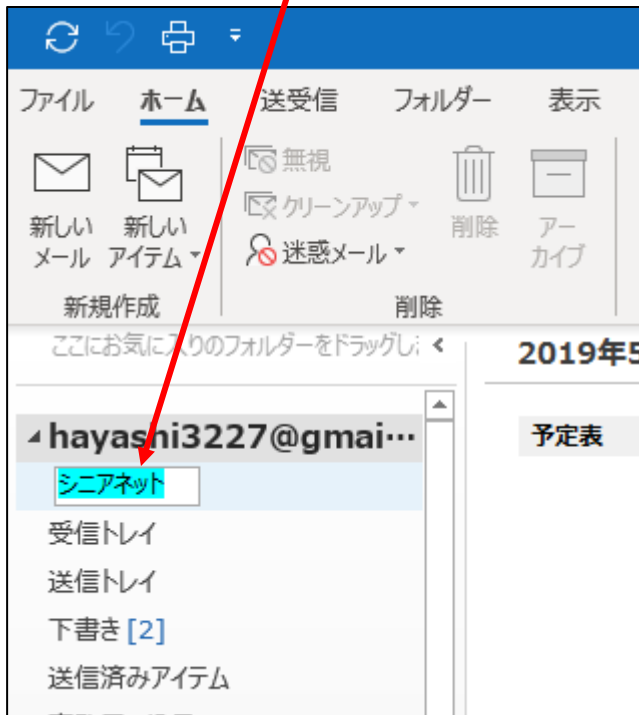 ファイル ホーム 送受信 フォルダー 表示
新しい メール
新しい アイテム
無視
クリーンアップ
迷惑メール
削除
アー カイブ
新規作成
削除
ここにお気に入りのフォルダーをドラッグし
2019年5
hayashi3227@gmai…
予定表
シニアネット
受信トレイ
送信トレイ
下書き [2]
送信済みアイテム